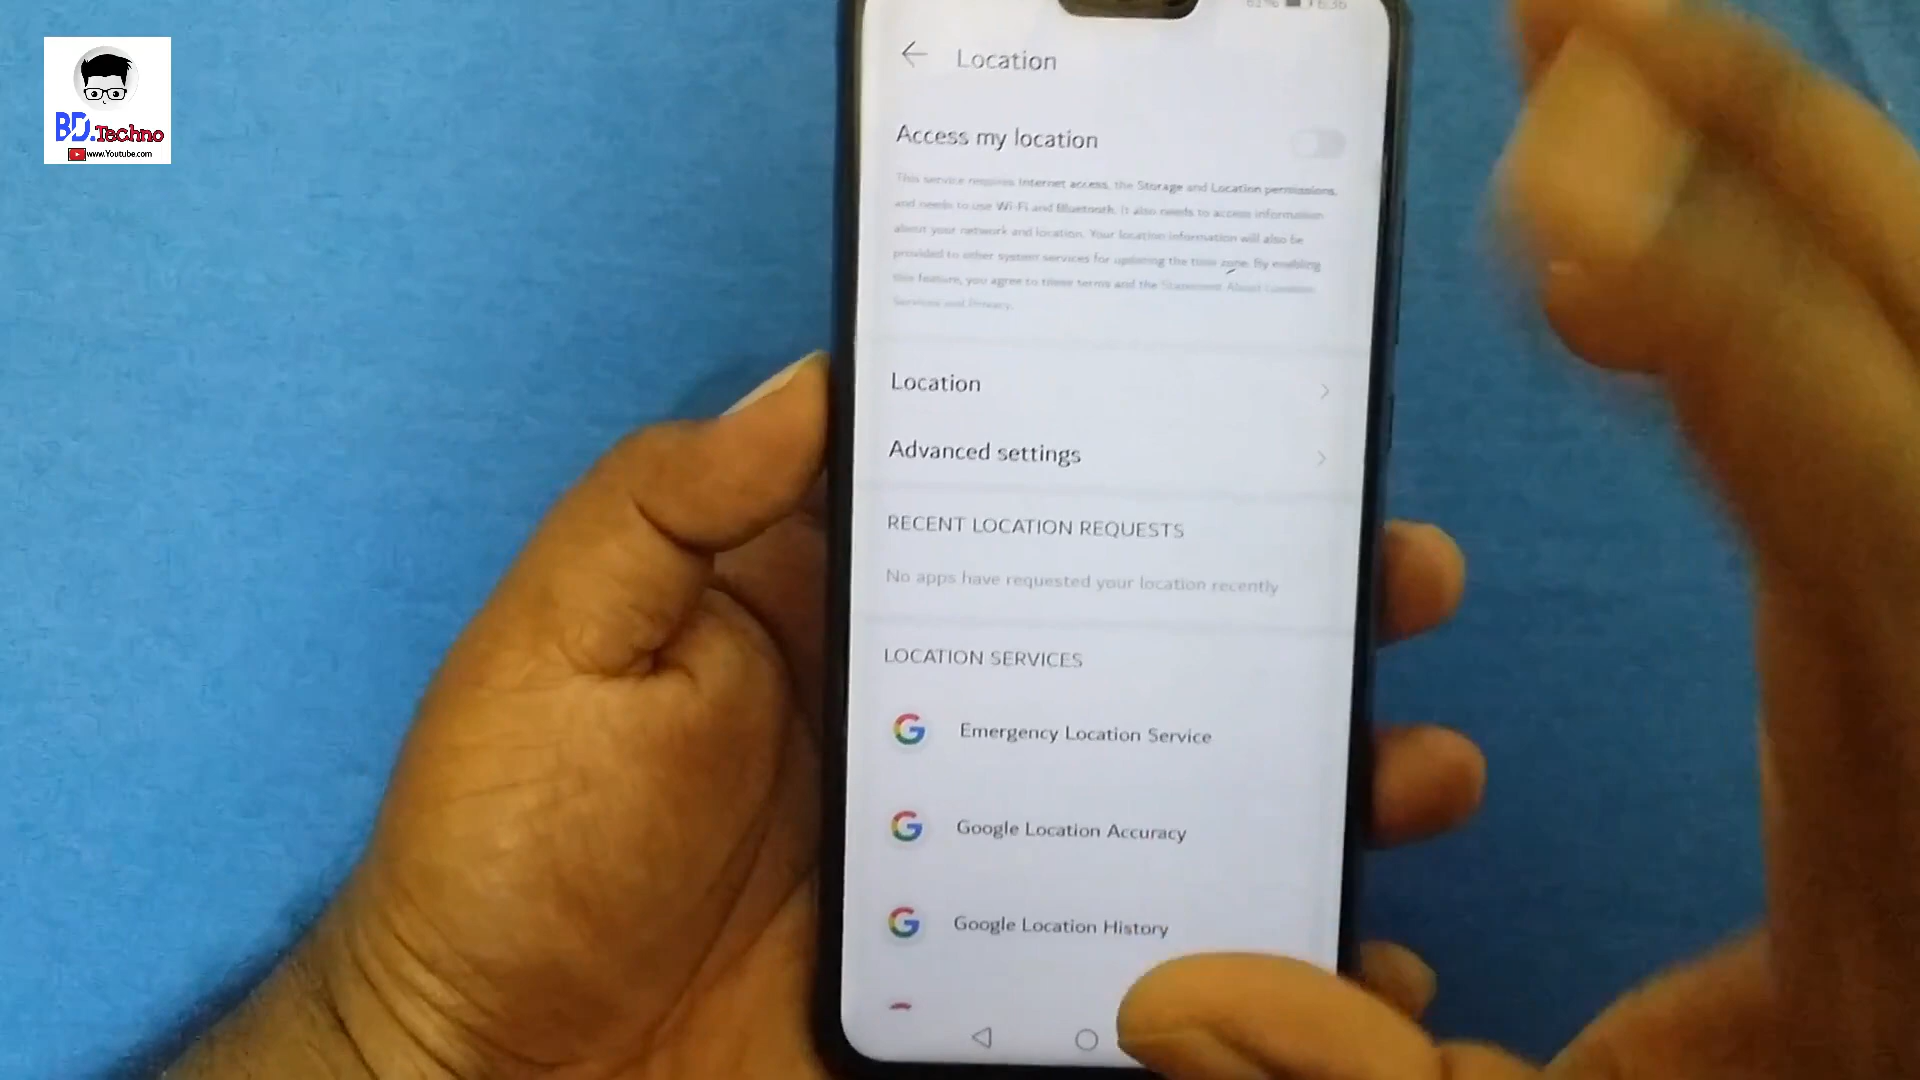 BD.Techno
www.Youtube.com
61% 6:36
Location
Access my location
This service requires Internet access, the Storage and Location permissions,
and needs to use Wi-Fi and Bluetooth. It also needs to access information
about your network and location. Your location information will also be
provided to other system services for updating the time zone. By enabling
this feature, you agree to these terms and the Statement About Location
Services and Privacy.
Location
Advanced settings
RECENT LOCATION REQUESTS
No apps have requested your location recently
LOCATION SERVICES
Emergency Location Service
Google Location Accuracy
Google Location History